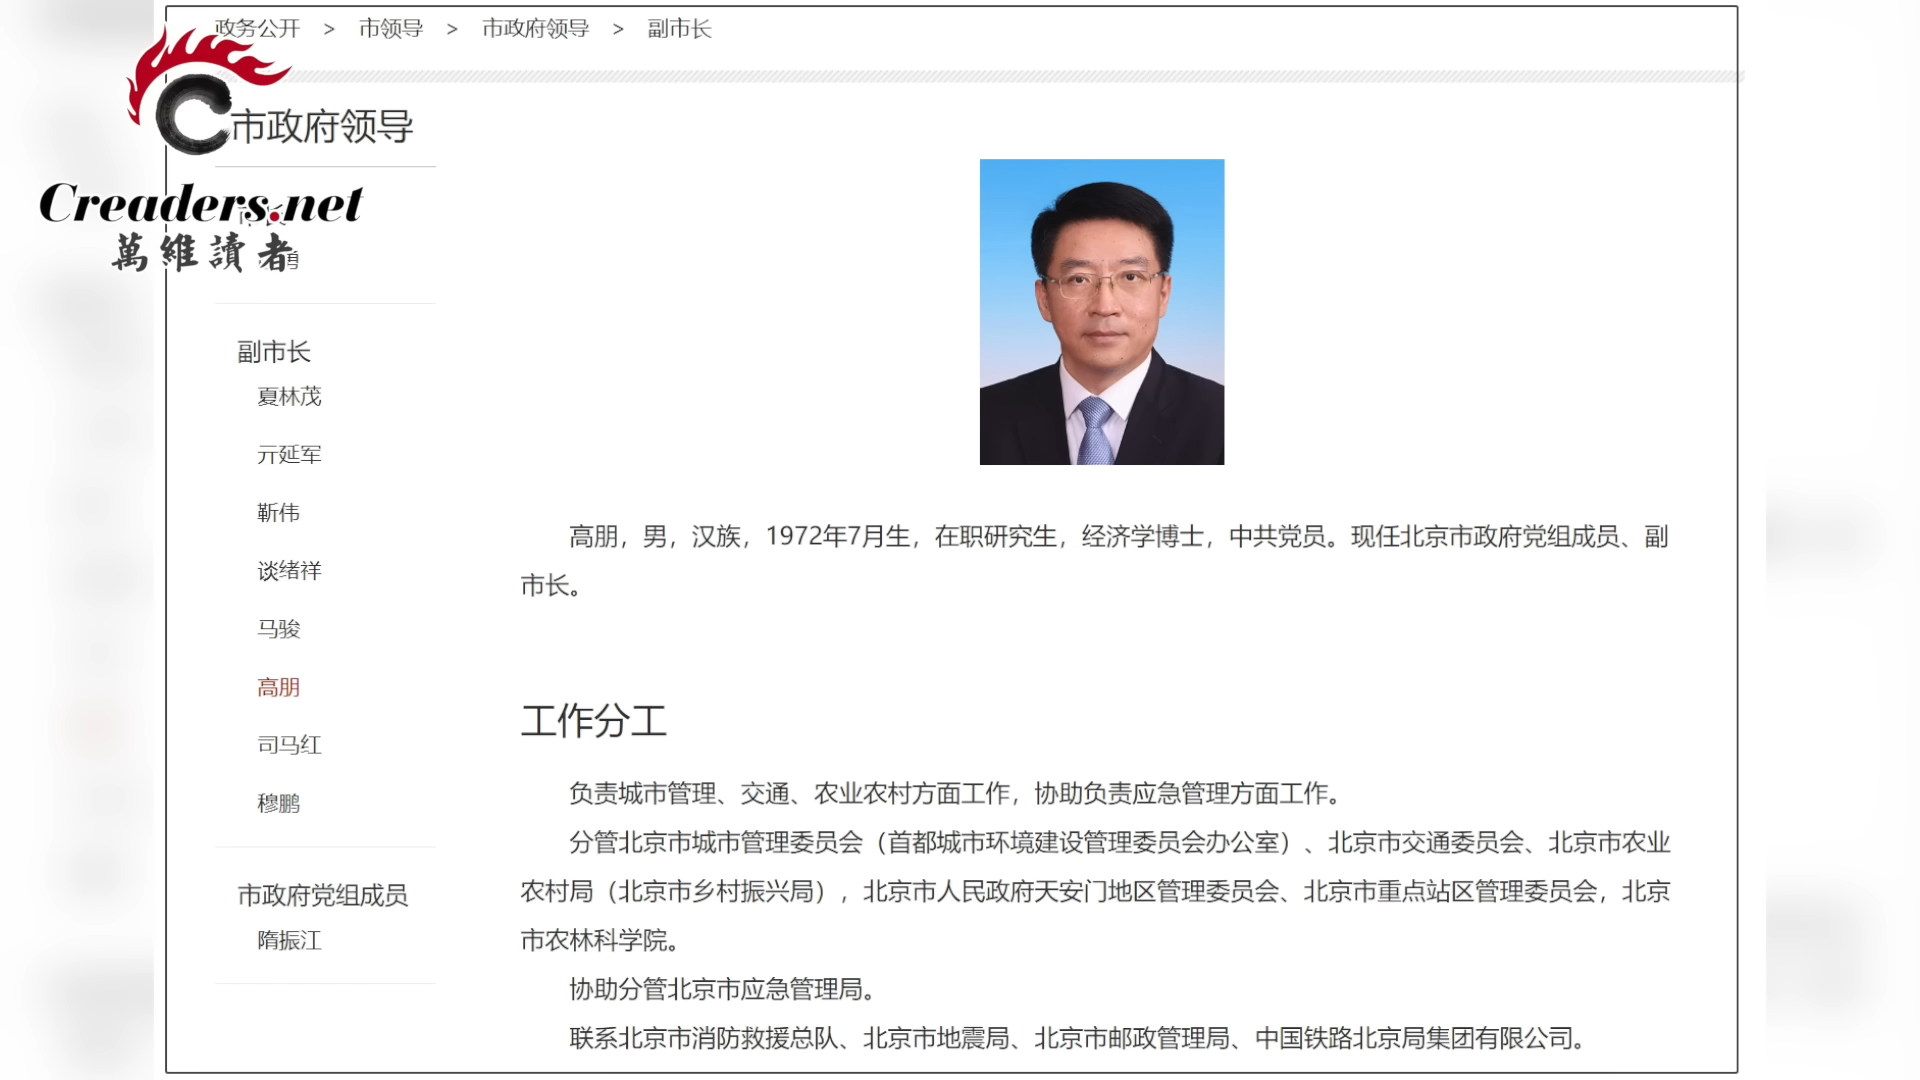 政务公开 > 市领导 > 市政府领导 > 副市长
市政府领导
Creaders.net
萬維讀者
副市长
夏林茂
亓延军
靳伟
谈绪祥
马骏
高朋
司马红
穆鹏
市政府党组成员
隋振江
高朋，男，汉族，1972年7月生，在职研究生，经济学博士，中共党员。现任北京市政府党组成员、副
市长。
工作分工
负责城市管理、交通、农业农村方面工作，协助负责应急管理方面工作。
分管北京市城市管理委员会（首都城市环境建设管理委员会办公室）、北京市交通委员会、北京市农业
农村局（北京市乡村振兴局），北京市人民政府天安门地区管理委员会、北京市重点站区管理委员会，北京
市农林科学院。
协助分管北京市应急管理局。
联系北京市消防救援总队、北京市地震局、北京市邮政管理局、中国铁路北京局集团有限公司。